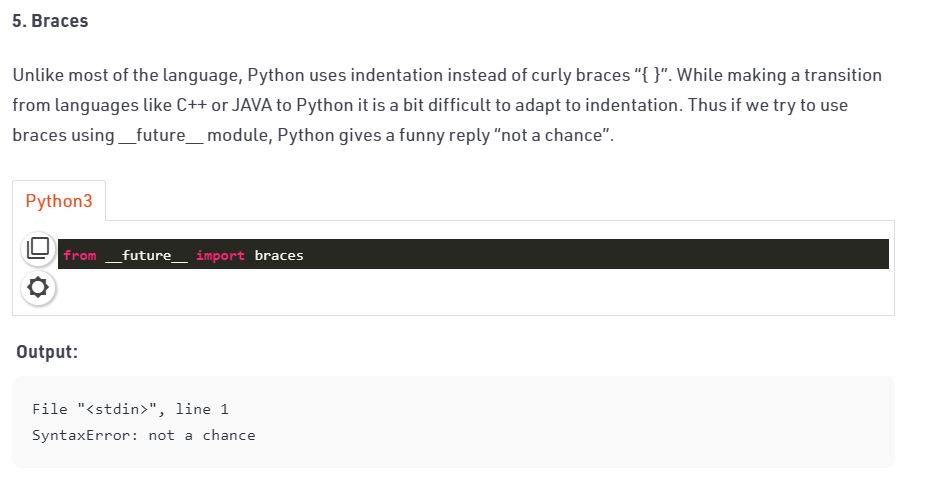 5. Braces
Unlike most of the language, Python uses indentation instead of curly braces “{ }”. While making a transition
from languages like C++ or JAVA to Python it is a bit difficult to adapt to indentation. Thus if we try to use
braces using __future__ module, Python gives a funny reply “not a chance”.
Python3
from __future__ import braces
Output:
File "<stdin>", line 1
SyntaxError: not a chance